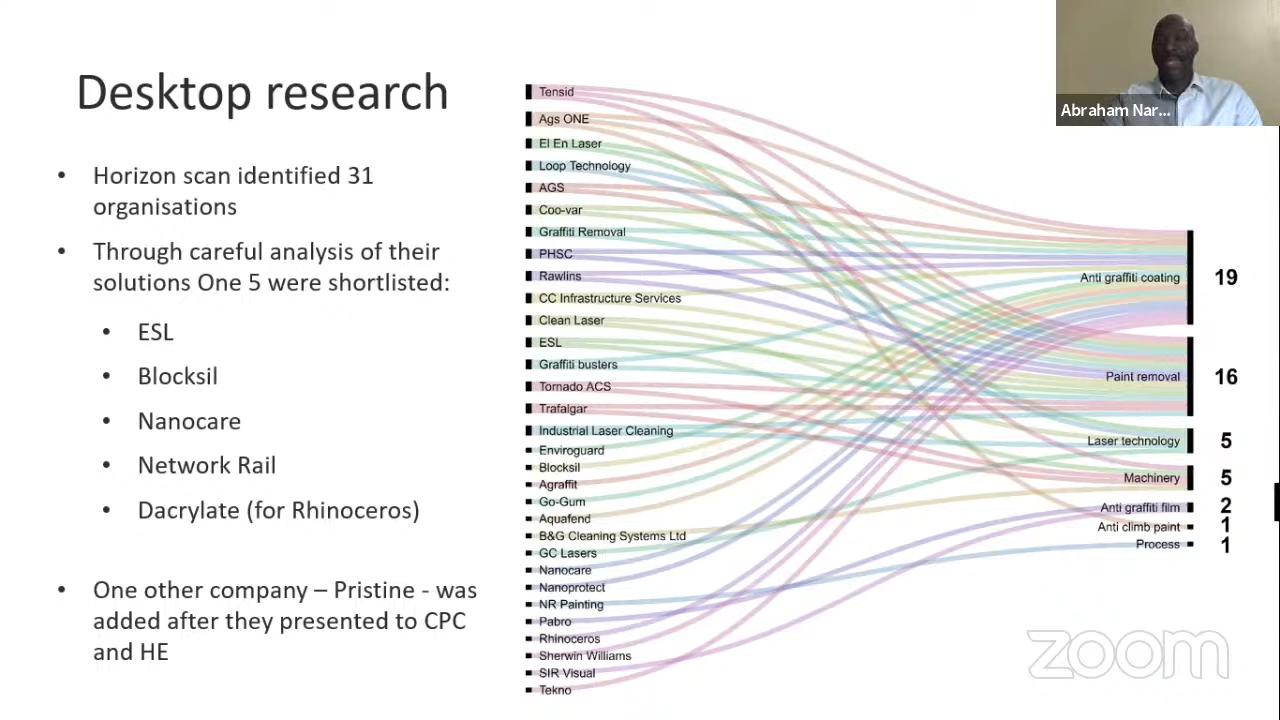 Desktop research
• Horizon scan identified 31
organisations
• Through careful analysis of their
solutions One 5 were shortlisted:
• ESL
• Blocksil
• Nanocare
• Network Rail
• Dacrylate (for Rhinoceros)
• One other company – Pristine - was
added after they presented to CPC
and HE
Tensid
Ags ONE
El En Laser
Loop Technology
AGS
Coo-var
Graffiti Removal
PHSC
Rawlins
CC Infrastructure Services
Clean Laser
ESL
Graffiti busters
Tornado ACS
Trafalgar
Industrial Laser Cleaning
Enviroguard
Blocksil
Agraffit
Go-Gum
Aquafend
B&G Cleaning Systems Ltd
GC Lasers
Nanocare
Nanoprotect
NR Painting
Pabro
Rhinoceros
Sherwin Williams
SIR Visual
Tekno
Anti graffiti coating 19
Paint removal 16
Laser technology 5
Machinery 5
Anti graffiti film 2
Anti climb paint 1
Process 1
Abraham Nar...
zoom